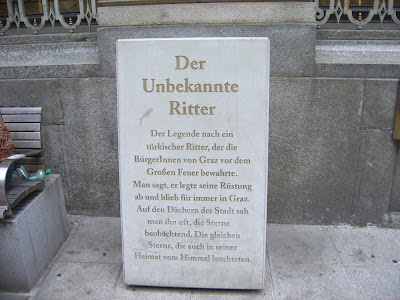 Der
Unbekannte
Ritter
Der Legende nach ein
türkischer Ritter, der die
BürgerInnen von Graz vor dem
Großen Feuer bewahrte.
Man sagt, er legte seine Rüstung
ab und blieb für immer in Graz.
Auf den Dächern der Stadt sah
man ihn oft, die Sterne
beobachtend. Die gleichen
Sterne, die auch in seiner
Heimat vom Himmel leuchteten.